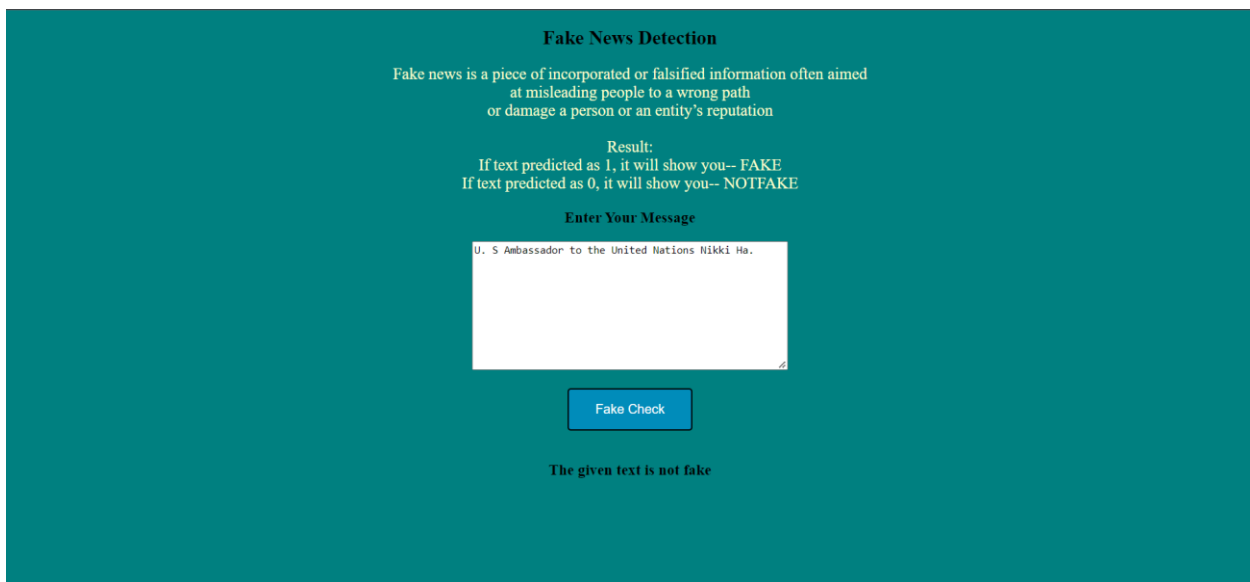 Fake News Detection
Fake news is a piece of incorporated or falsified information often aimed
at misleading people to a wrong path
or damage a person or an entity’s reputation
Result:
If text predicted as 1, it will show you-- FAKE
If text predicted as 0, it will show you-- NOTFAKE
Enter Your Message
U. S Ambassador to the United Nations Nikki Ha.
Fake Check
The given text is not fake